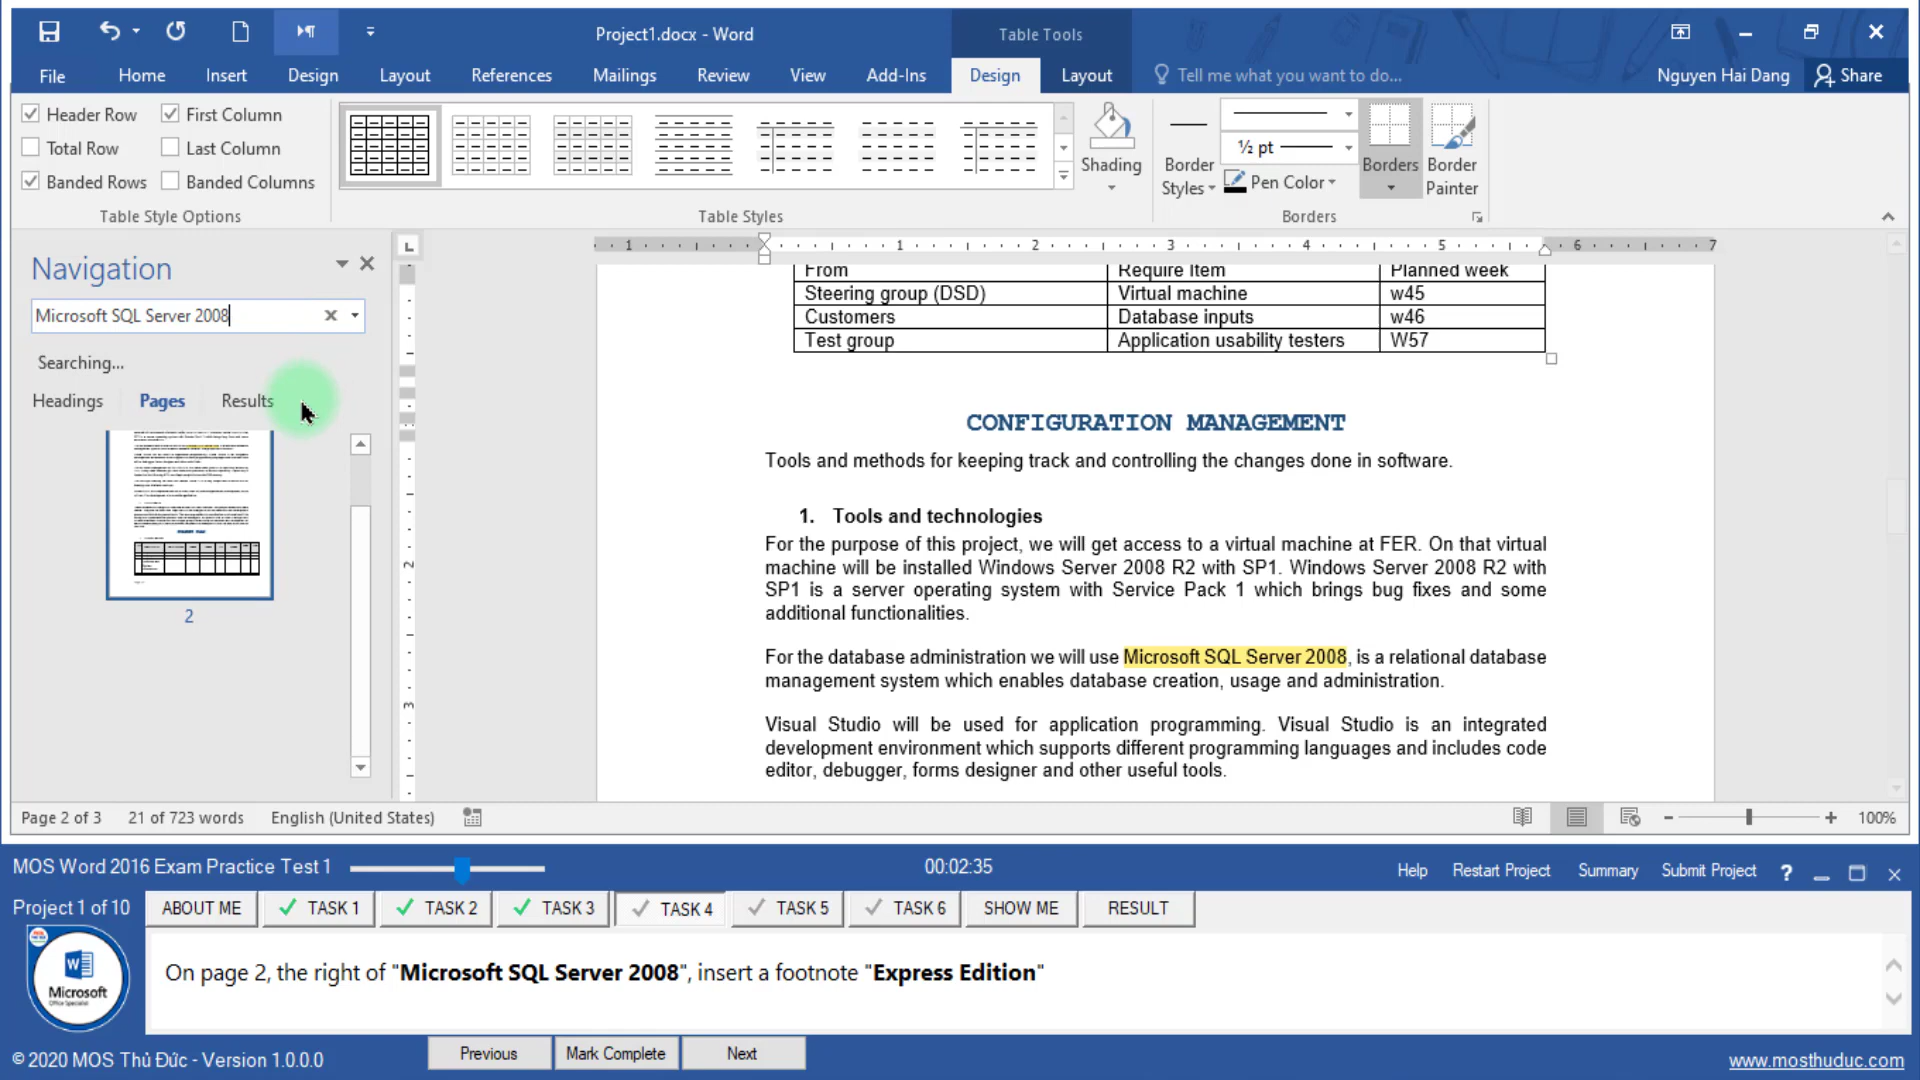 Project1.docx - Word
Table Tools
File
Home
Insert
Design
Layout
References
Mailings
Review
View
Add-Ins
Design
Layout
Tell me what you want to do...
Nguyen Hai Dang
Share
Header Row
First Column
Total Row
Last Column
Banded Rows
Banded Columns
Table Style Options
Table Styles
Shading
Border
Styles
½ pt
Pen Color
Borders
Border
Painter
Borders
Navigation
Microsoft SQL Server 2008
Searching...
Headings
Pages
Results
2
1 1 2 3 4 5 6 7
2
3
From Require Item Planned week
Steering group (DSD) Virtual machine w45
Customers Database inputs w46
Test group Application usability testers W57
CONFIGURATION MANAGEMENT
Tools and methods for keeping track and controlling the changes done in software.
1. Tools and technologies
For the purpose of this project, we will get access to a virtual machine at FER. On that virtual
machine will be installed Windows Server 2008 R2 with SP1. Windows Server 2008 R2 with
SP1 is a server operating system with Service Pack 1 which brings bug fixes and some
additional functionalities.
For the database administration we will use Microsoft SQL Server 2008, is a relational database
management system which enables database creation, usage and administration.
Visual Studio will be used for application programming. Visual Studio is an integrated
development environment which supports different programming languages and includes code
editor, debugger, forms designer and other useful tools.
Page 2 of 3
21 of 723 words
English (United States)
100%
MOS Word 2016 Exam Practice Test 1
00:02:35
Help
Restart Project
Summary
Submit Project
?
Project 1 of 10
ABOUT ME
TASK 1
TASK 2
TASK 3
TASK 4
TASK 5
TASK 6
SHOW ME
RESULT
W
Microsoft
Office Specialist
On page 2, the right of "Microsoft SQL Server 2008", insert a footnote "Express Edition"
Previous
Mark Complete
Next
© 2020 MOS Thủ Đức - Version 1.0.0.0
www.mosthuduc.com